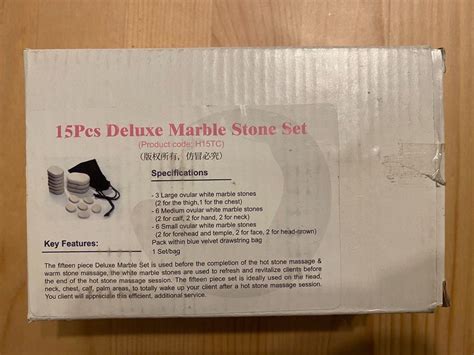 15Pcs Deluxe Marble Stone Set
(Product code: H15TC)
(版权所有，仿冒必究)
Specifications
- 3 Large ovular white marble stones
(2 for the thigh,1 for the chest)
- 6 Medium ovular white marble stones
(2 for calf, 2 for hand, 2 for neck)
- 6 Small ovular white marble stones
(2 for forehead and temple, 2 for face, 2 for head-crown)
Pack within blue velvet drawstring bag
1 Set/bag
Key Features:
The fifteen piece Deluxe Marble Set is used before the completion of the hot stone massage &
warm stone massage, the white marble stones are used to refresh and revitalize clients before
the end of the hot stone massage session. The fifteen piece set is ideally used on the head,
neck, chest, calf, palm areas, to totally wake up your client after a hot stone massage session.
You client will appreciate this efficient, additional service.